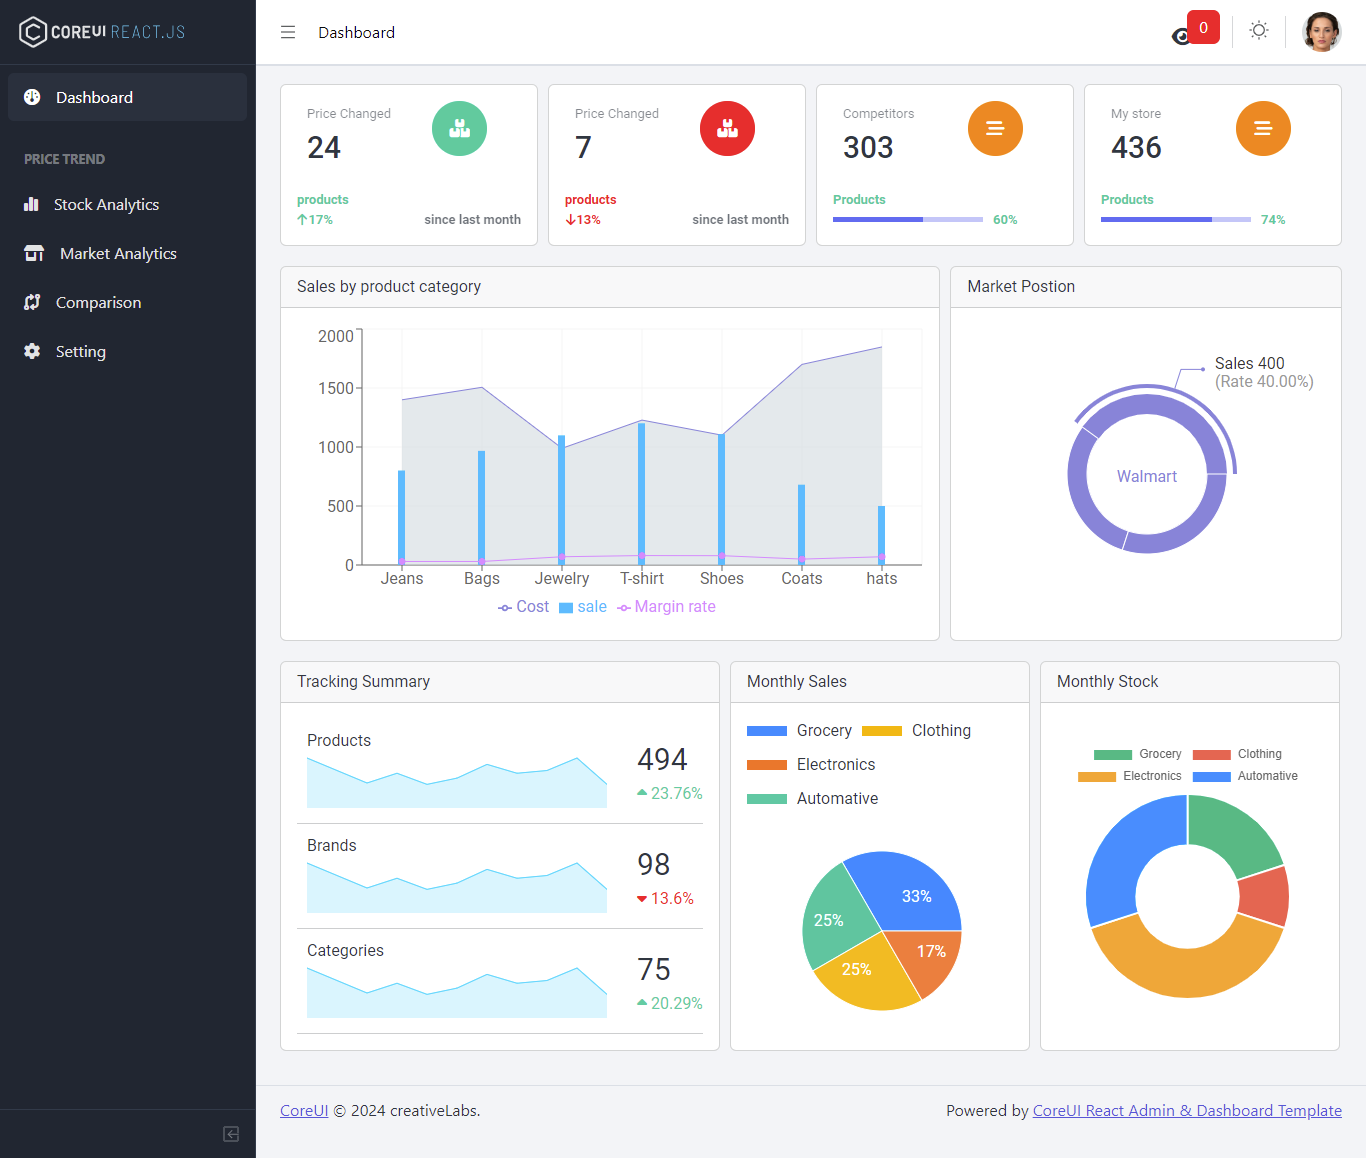 COREUI REACT.JS
Dashboard
0
Dashboard
PRICE TREND
Stock Analytics
Market Analytics
Comparison
Setting
Price Changed
24
products
17%
since last month
Price Changed
7
products
13%
since last month
Competitors
303
Products
60%
My store
436
Products
74%
Sales by product category
2000
1500
1000
500
0
Jeans Bags Jewelry T-shirt Shoes Coats hats
Cost sale Margin rate
Market Postion
Sales 400
(Rate 40.00%)
Walmart
Tracking Summary
Products
494
23.76%
Brands
98
13.6%
Categories
75
20.29%
Monthly Sales
Grocery Clothing
Electronics
Automative
33%
25%
17%
25%
Monthly Stock
Grocery Clothing
Electronics Automative
CoreUI © 2024 creativeLabs.
Powered by CoreUI React Admin & Dashboard Template